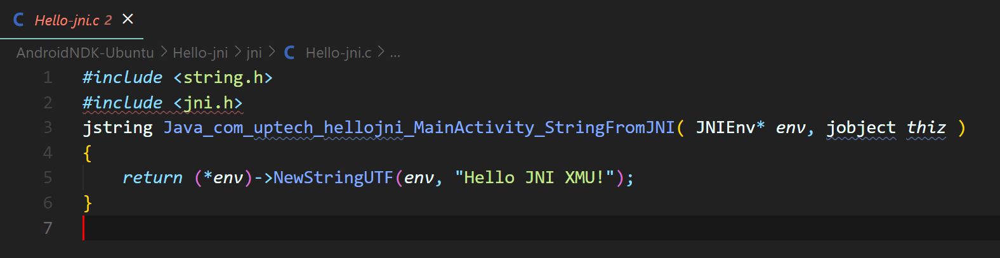 C Hello-jni.c 2 ×
AndroidNDK-Ubuntu > Hello-jni > jni > C Hello-jni.c > ...
1 #include <string.h>
2 #include <jni.h>
3 jstring Java_com_uptech_hellojni_MainActivity_StringFromJNI( JNIEnv* env, jobject thiz )
4 {
5     return (*env)->NewStringUTF(env, "Hello JNI XMU!");
6 }
7